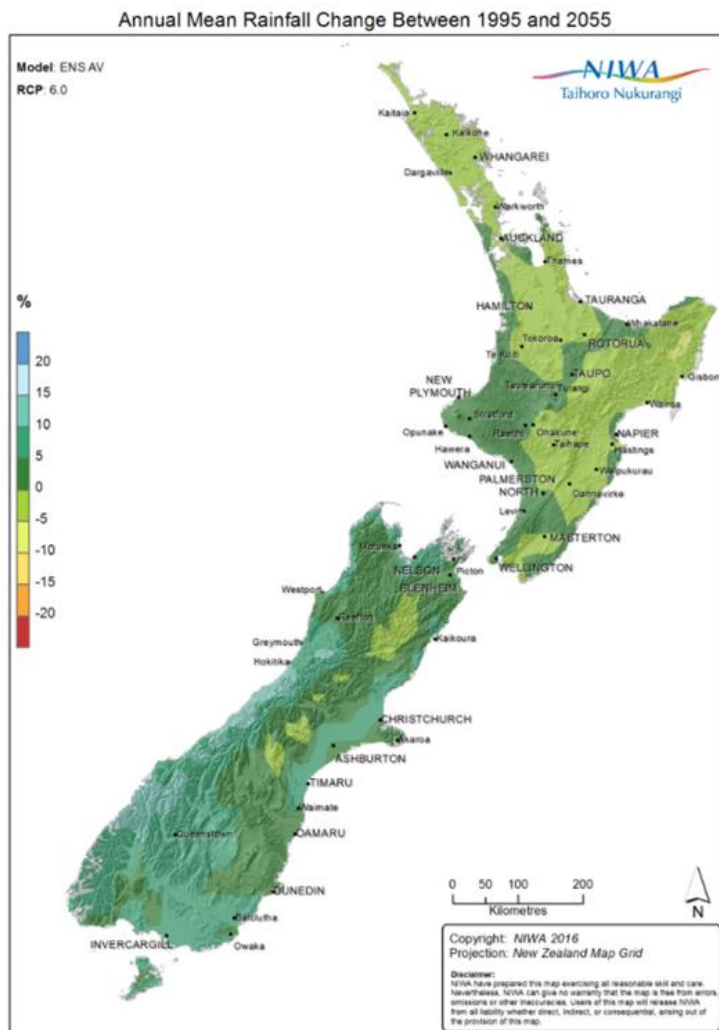 Annual Mean Rainfall Change Between 1995 and 2055
Model: ENS AV
RCP: 6.0
NIWA
Taihoro Nukurangi
Kaitaia
Kaikohe
WHANGAREI
Dargaville
Warkworth
AUCKLAND
Thames
HAMILTON
TAURANGA
Whakatane
Tokoroa
ROTORUA
Te Kuiti
TAUPO
Taumarunui
Turangi
Gisborn
NEW
PLYMOUTH
Wairoa
Stratford
Opunake
Raetihi
Ohakune
NAPIER
Hawera
Taihape
Hastings
WANGANUI
Waipukurau
PALMERSTON
NORTH
Dannevirke
Levin
MASTERTON
WELLINGTON
%
20
15
10
5
0
-5
-10
-15
-20
Motueka
NELSON
Picton
BLENHEIM
Westport
Reefton
Greymouth
Kaikoura
Hokitika
CHRISTCHURCH
Akaroa
ASHBURTON
TIMARU
Waimate
Queenstown
OAMARU
DUNEDIN
Balclutha
INVERCARGILL
Owaka
0 50 100 200
Kilometres
N
Copyright: NIWA 2016
Projection: New Zealand Map Grid
Disclaimer:
NIWA have prepared this map exercising all reasonable skill and care.
Nevertheless, NIWA can give no warranty that the map is free from errors,
omissions or other inaccuracies. Users of this map will release NIWA
from all liability whether direct, indirect, or consequential, arising out of
the provision of this map.